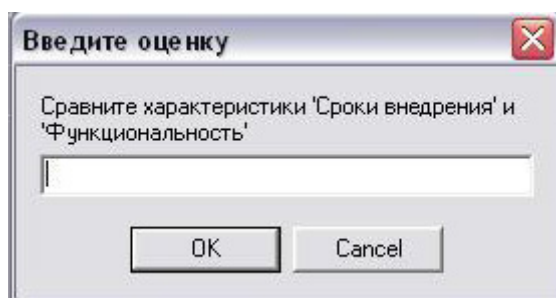 Введите оценку
Сравните характеристики 'Сроки внедрения' и
'Функциональность'
OK
Cancel